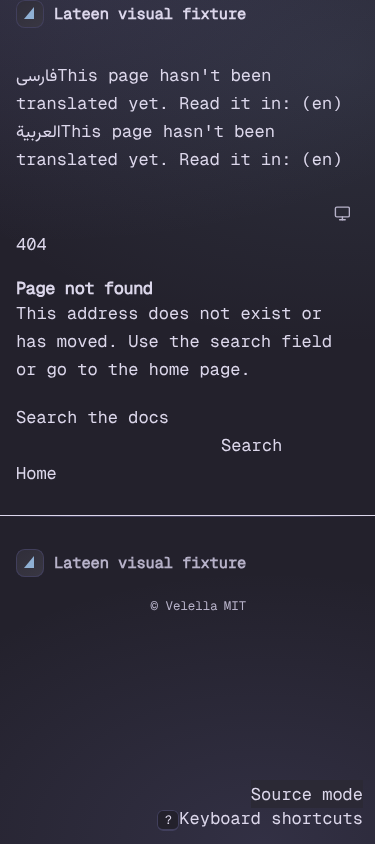 Lateen visual fixture
فارسیThis page hasn't been
translated yet. Read it in: (en)
العربيةThis page hasn't been
translated yet. Read it in: (en)
404
Page not found
This address does not exist or
has moved. Use the search field
or go to the home page.
Search the docs
Search
Home
Lateen visual fixture
© Velella MIT
Source mode
?Keyboard shortcuts